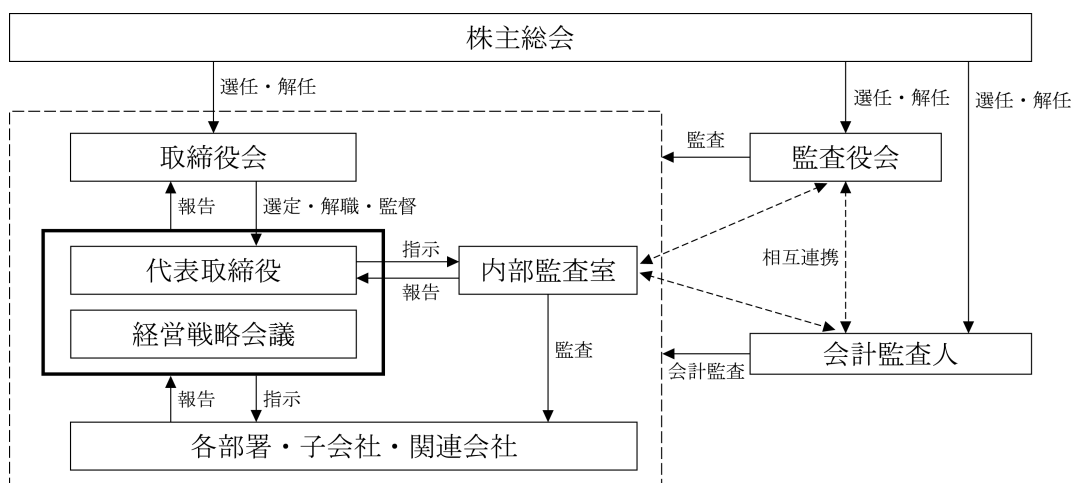 株主総会
選任・解任
選任・解任
選任・解任
取締役会
監査
監査役会
報告
選定・解職・監督
代表取締役
指示
報告
内部監査室
相互連携
経営戦略会議
監査
会計監査
会計監査人
報告
指示
各部署・子会社・関連会社